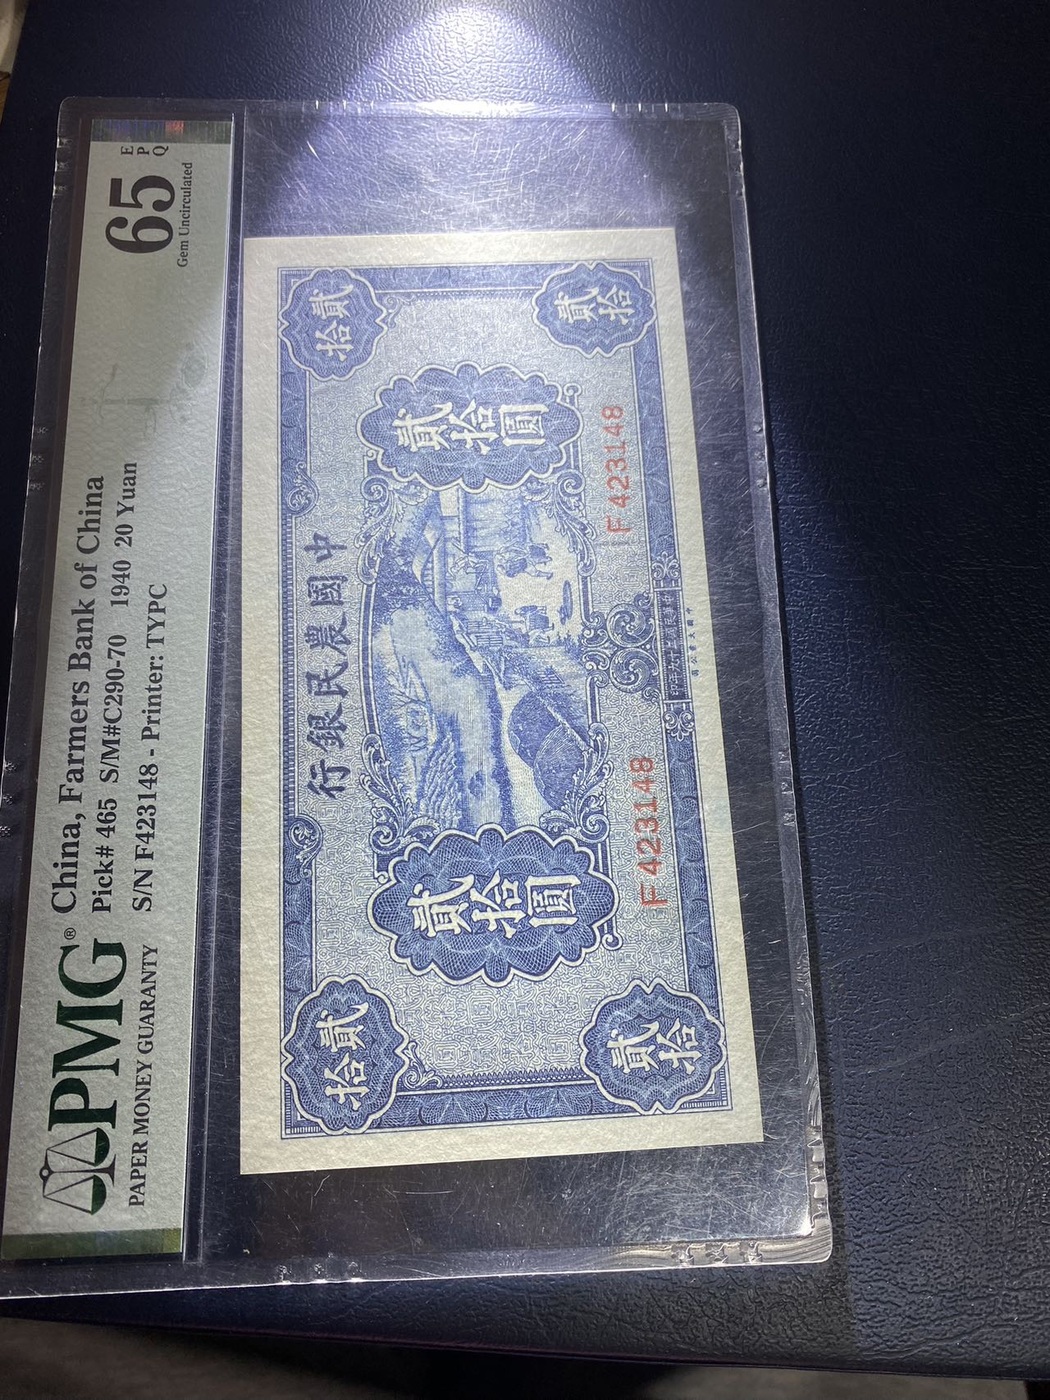 China, Farmers Bank of China
Pick# 465 S/M#C290-70 1940 20 Yuan
S/N F423148 - Printer: TYPC
PMG®
PAPER MONEY GUARANTY
65
EPQ
Gem Uncirculated
中國農民銀行
貳拾
貳拾
貳拾圓
貳拾圓
F423148
F423148
貳拾
貳拾